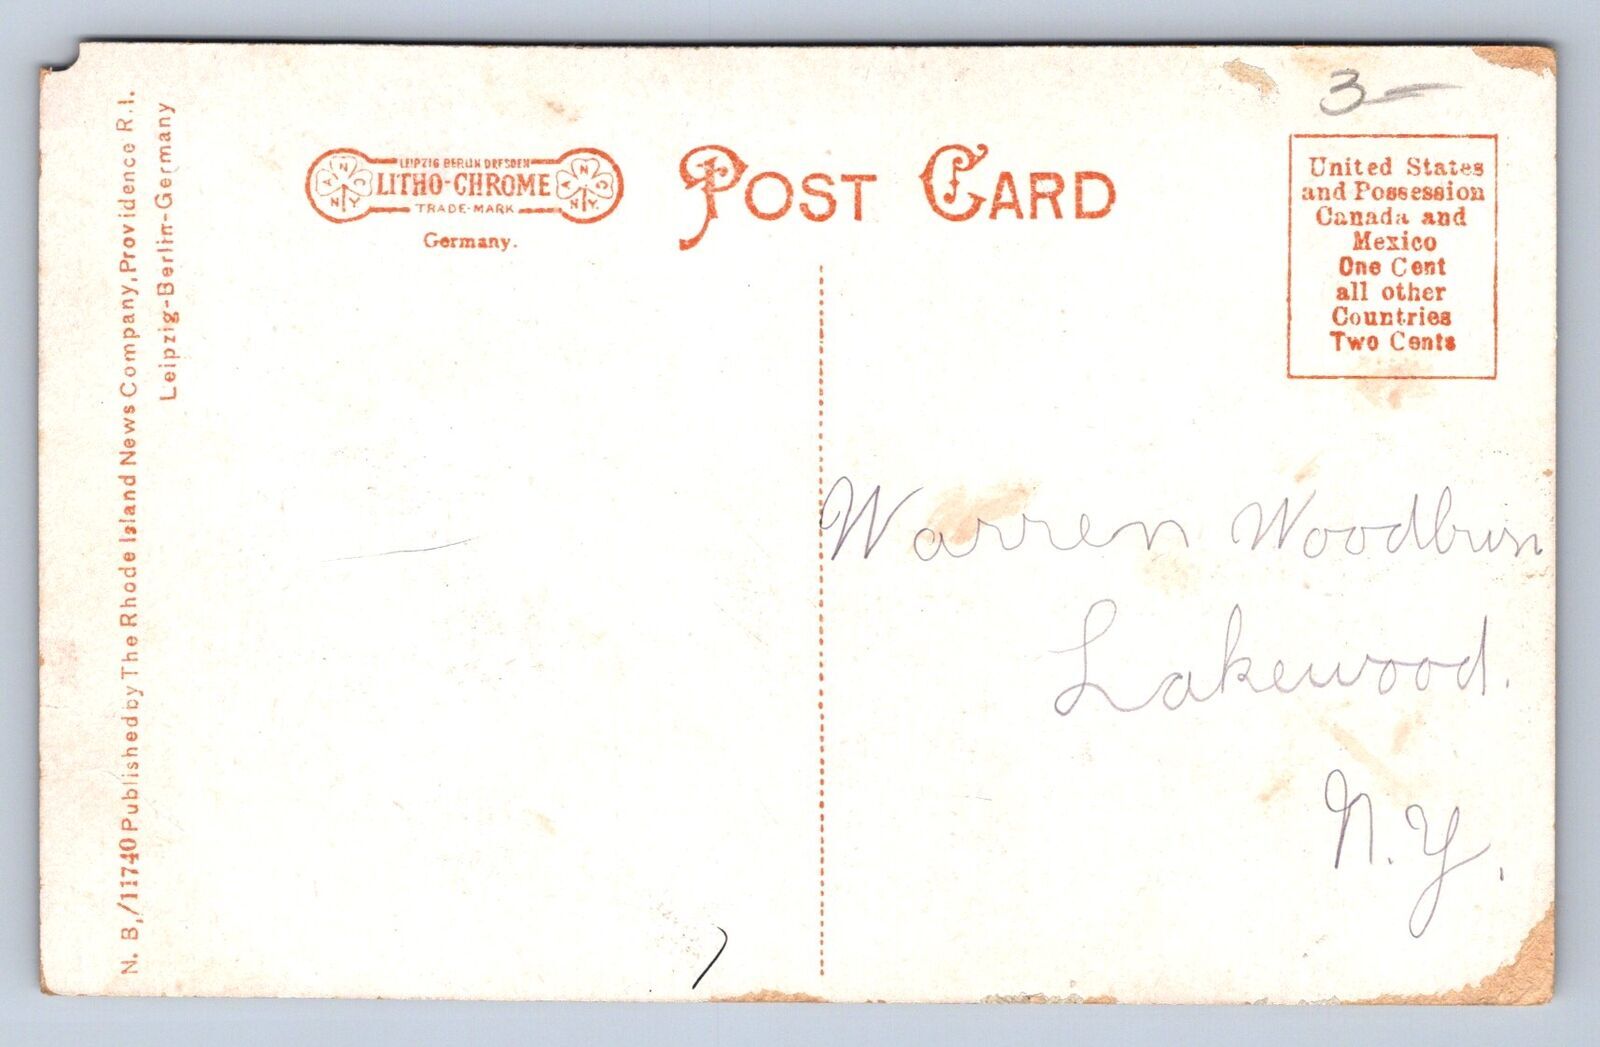 3-
N. B./11740 Published by The Rhode Island News Company, Providence R. I.
Leipzig-Berlin-Germany
LEIPZIG BERLIN DRESDEN
LITHO-CHROME
TRADE-MARK
Germany.
POST CARD
United States
and Possession
Canada and
Mexico
One Cent
all other
Countries
Two Cents
Warren Woodburn
Lakewood.
N.Y.